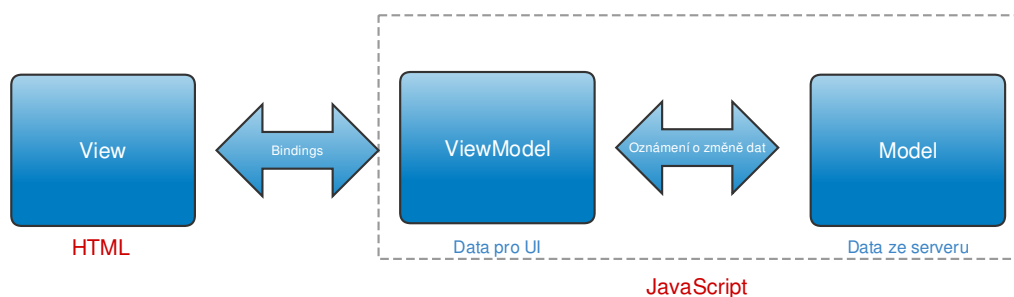 View
Bindings
ViewModel
Oznámení o změně dat
Model
HTML
Data pro UI
Data ze serveru
JavaScript